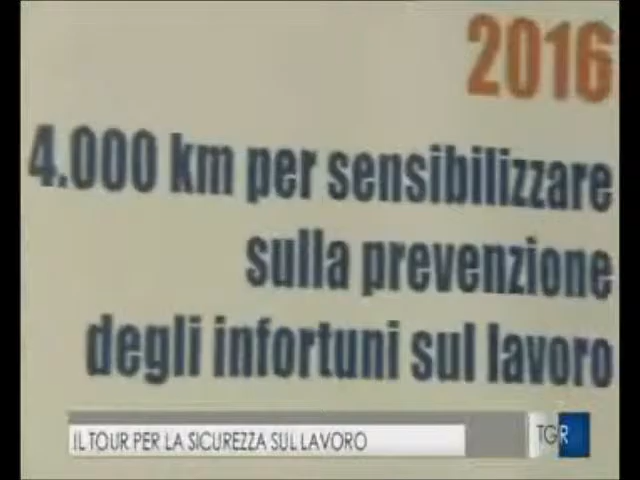 2016
4.000 km per sensibilizzare
sulla prevenzione
degli infortuni sul lavoro
IL TOUR PER LA SICUREZZA SUL LAVORO
TGR